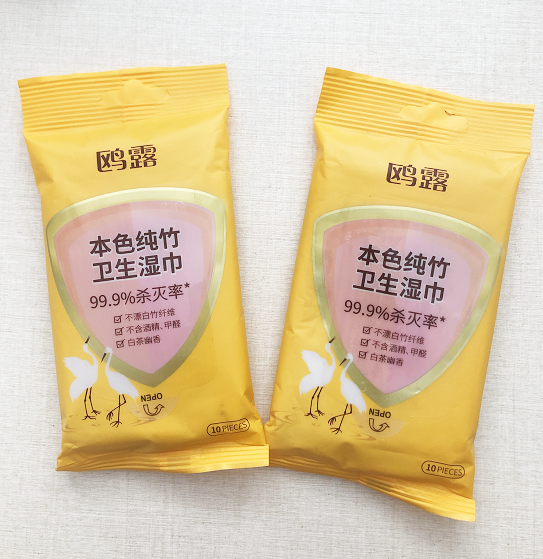 鸥露
本色纯竹
卫生湿巾
99.9%杀灭率*
不漂白竹纤维
不含酒精、甲醛
白茶幽香
OPEN
10 PIECES
鸥露
本色纯竹
卫生湿巾
99.9%杀灭率*
不漂白竹纤维
不含酒精、甲醛
白茶幽香
OPEN
10 PIECES